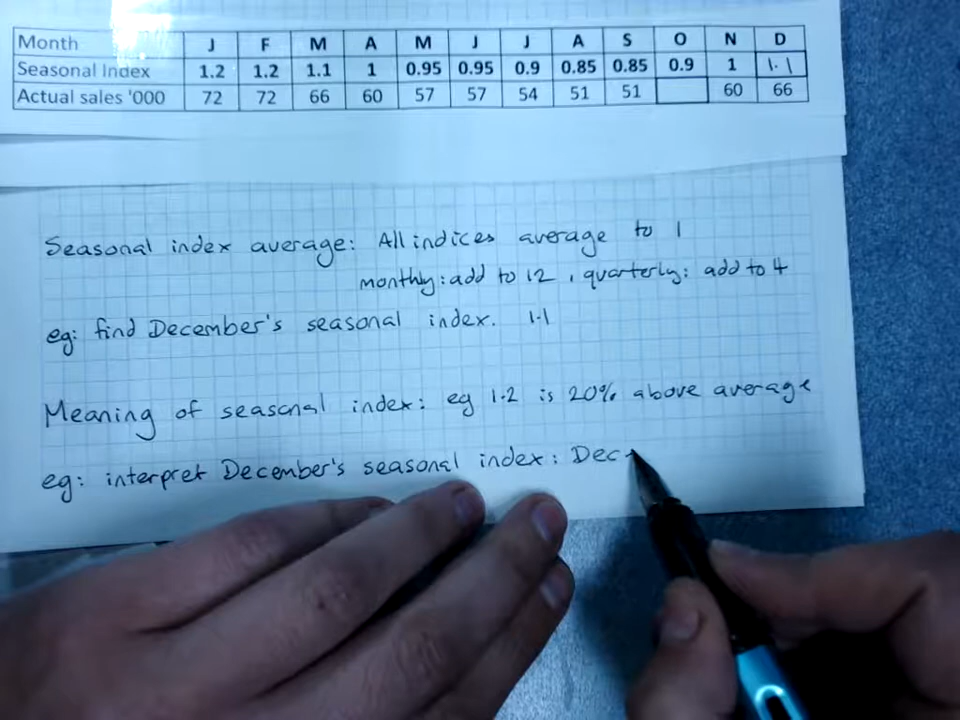 Month J F M A M J J A S O N D
Seasonal Index 1.2 1.2 1.1 1 0.95 0.95 0.9 0.85 0.85 0.9 1 1.1
Actual sales '000 72 72 66 60 57 57 54 51 51 60 66
Seasonal index average: All indices average to 1
monthly: add to 12, quarterly: add to 4
eg: find December's seasonal index. 1.1
Meaning of seasonal index: eg 1.2 is 20% above average
eg: interpret December's seasonal index: Dec